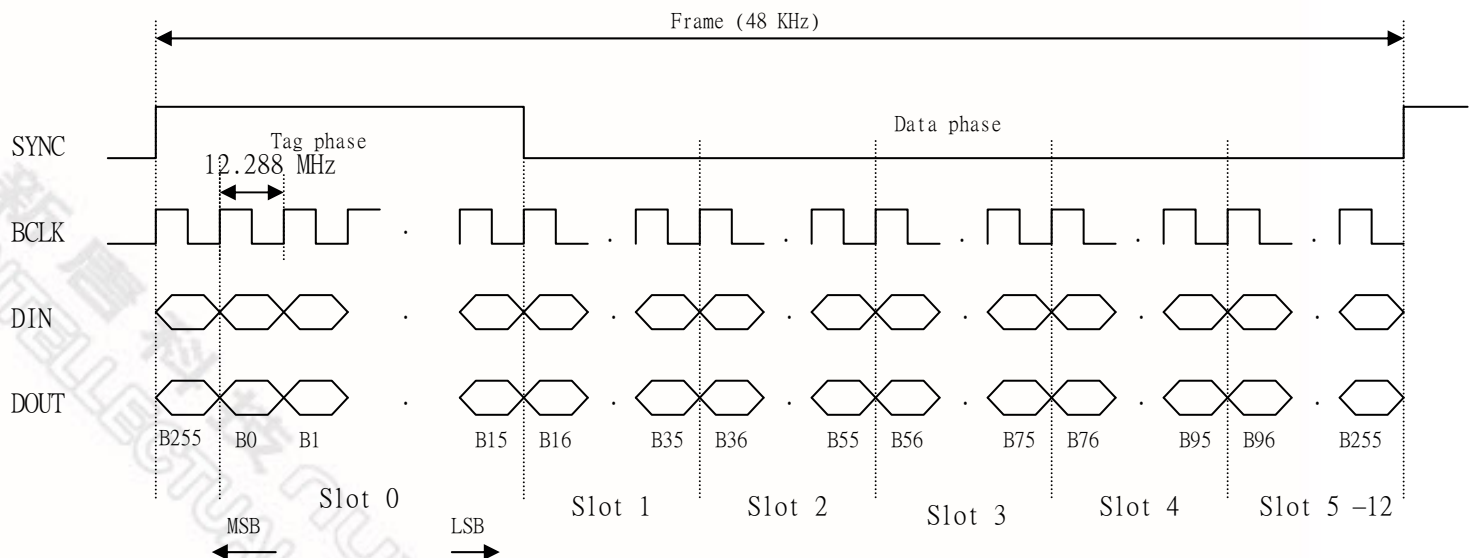 Frame (48 KHz)
SYNC
Tag phase
Data phase
12.288 MHz
BCLK
. . . . . .
DIN
. . . . . .
DOUT
. . . . . .
B255 B0 B1 B15 B16 B35 B36 B55 B56 B75 B76 B95 B96 B255
Slot 0 Slot 1 Slot 2 Slot 3 Slot 4 Slot 5 -12
MSB LSB